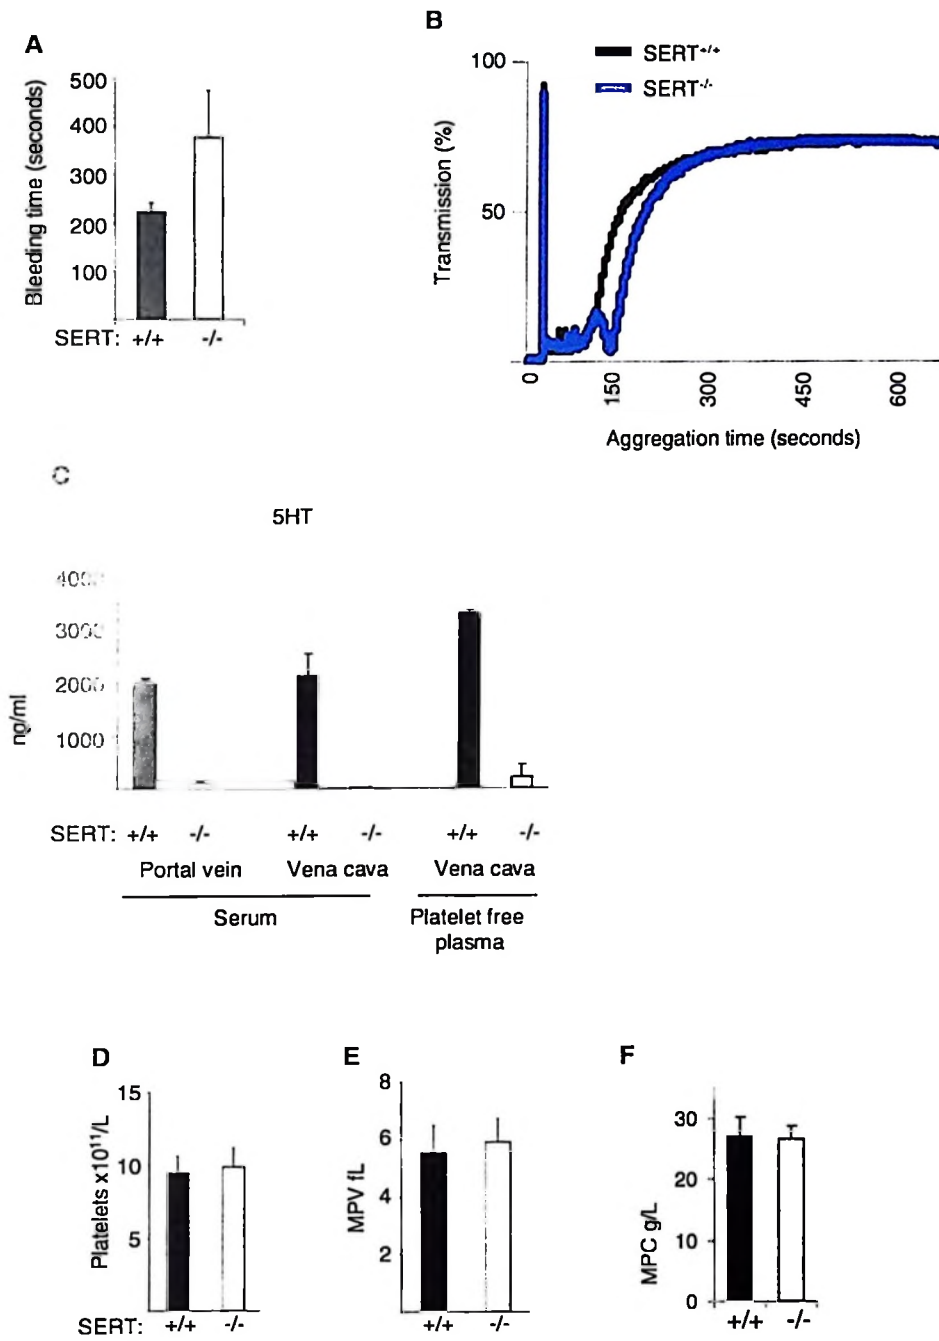 A
Bleeding time (seconds)
500
400
300
200
100
SERT: +/+ -/-
B
SERT+/+
SERT-/-
Transmission (%)
100
50
0 150 300 450 600
Aggregation time (seconds)
C
5HT
ng/ml
4000
3000
2000
1000
SERT: +/+ -/- +/+ -/- +/+ -/-
Portal vein Vena cava Vena cava
Serum Platelet free
plasma
D
Platelets x10¹¹/L
15
10
5
SERT: +/+ -/-
E
MPV fL
8
6
4
2
+/+ -/-
F
MPC g/L
30
20
10
0
+/+ -/-